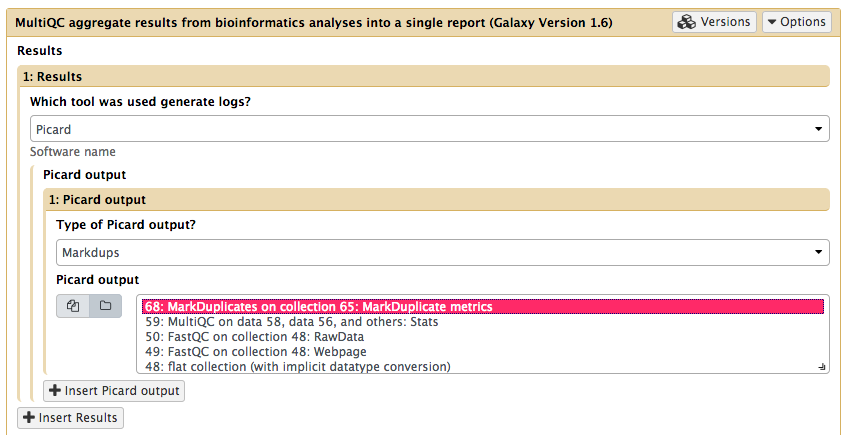 MultiQC aggregate results from bioinformatics analyses into a single report (Galaxy Version 1.6)
Versions
Options
Results
1: Results
Which tool was used generate logs?
Picard
Software name
Picard output
1: Picard output
Type of Picard output?
Markdups
Picard output
68: MarkDuplicates on collection 65: MarkDuplicate metrics
59: MultiQC on data 58, data 56, and others: Stats
50: FastQC on collection 48: RawData
49: FastQC on collection 48: Webpage
48: flat collection (with implicit datatype conversion)
Insert Picard output
Insert Results